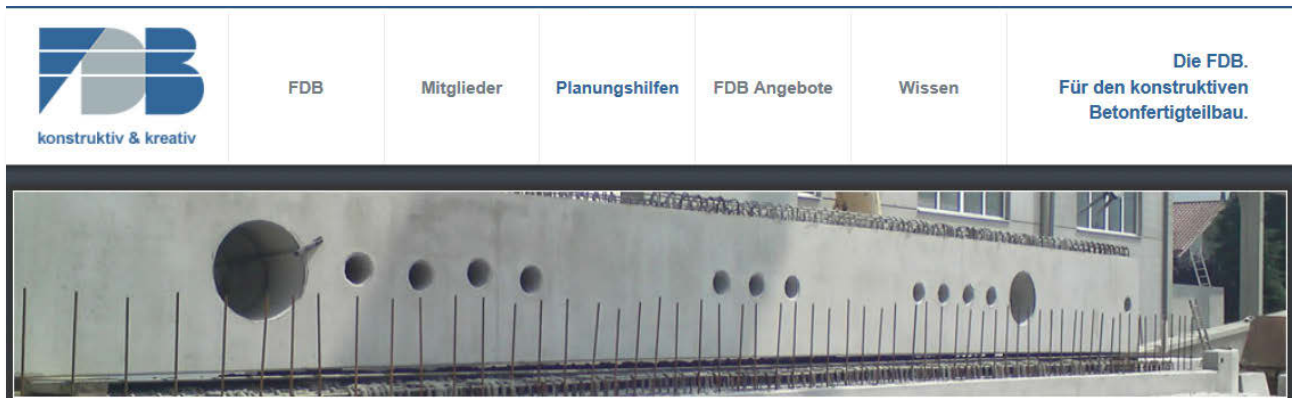 FDB
konstruktiv & kreativ
FDB
Mitglieder
Planungshilfen
FDB Angebote
Wissen
Die FDB.
Für den konstruktiven
Betonfertigteilbau.